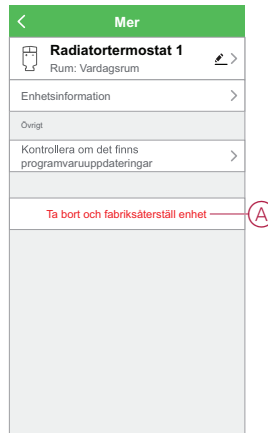 Mer
Radiatortermostat 1
Rum: Vardagsrum
Enhetsinformation
Övrigt
Kontrollera om det finns
programvaruuppdateringar
Ta bort och fabriksåterställ enhet
A